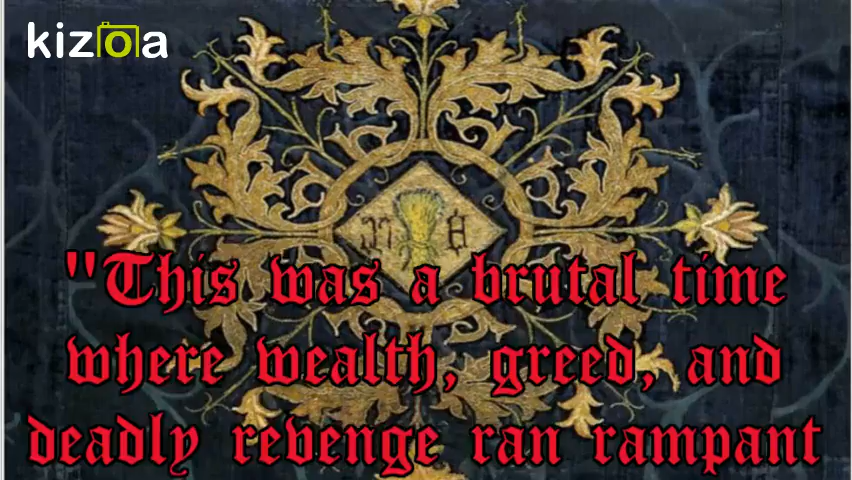 kizoa
"This was a brutal time
where wealth, greed, and
deadly revenge ran rampant